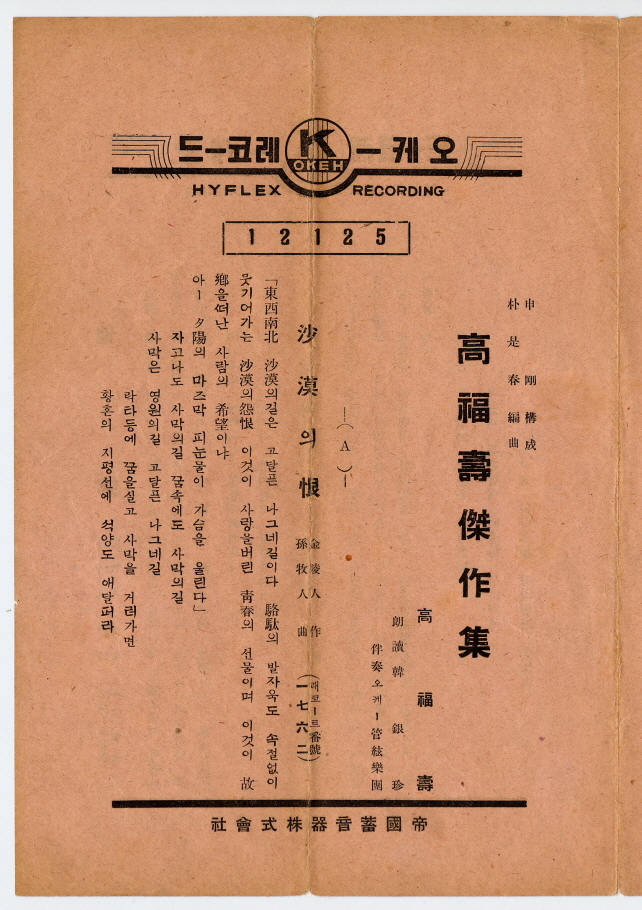 오케ー레코ー드
K
OKEH
HYFLEX RECORDING
12125
申剛構成
朴是春編曲
高福壽傑作集
高福壽
朗讀 韓銀珍
伴奏 오케ー管絃樂團
―(A)―
沙漠의恨
金陵人作
孫牧人曲
(레코ー트番號
一七六二)
「東西南北 沙漠의길은 고달픈 나그네길이다 駱駄의 발자욱도 속절없이
뭇기어가는 沙漠의怨恨 이것이 사랑을버린 靑春의 선물이며 이것이 故
鄕을떠난 사람의 希望이냐
아ー 夕陽의 마즈막 피눈물이 가슴을 울린다」
자고나도 사막의길 꿈속에도 사막의길
사막은 영원의길 고달픈 나그네길
락타등에 꿈을실고 사막을 거러가면
황혼의 지평선에 석양도 애달퍼라
帝國蓄音器株式會社